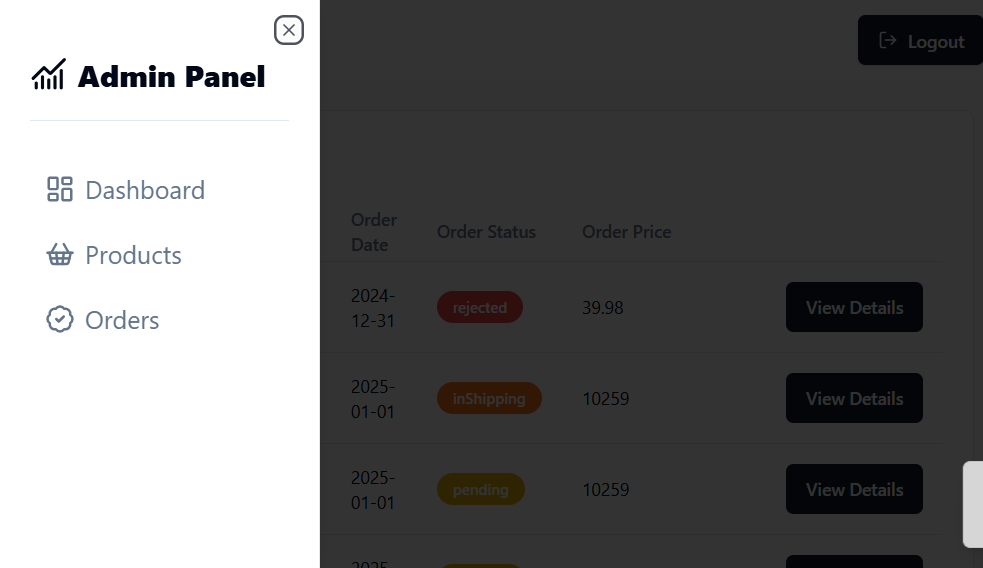 Admin Panel
Dashboard
Products
Orders
Logout
Order Date Order Status Order Price
2024-12-31 rejected 39.98 View Details
2025-01-01 inShipping 10259 View Details
2025-01-01 pending 10259 View Details
2025-